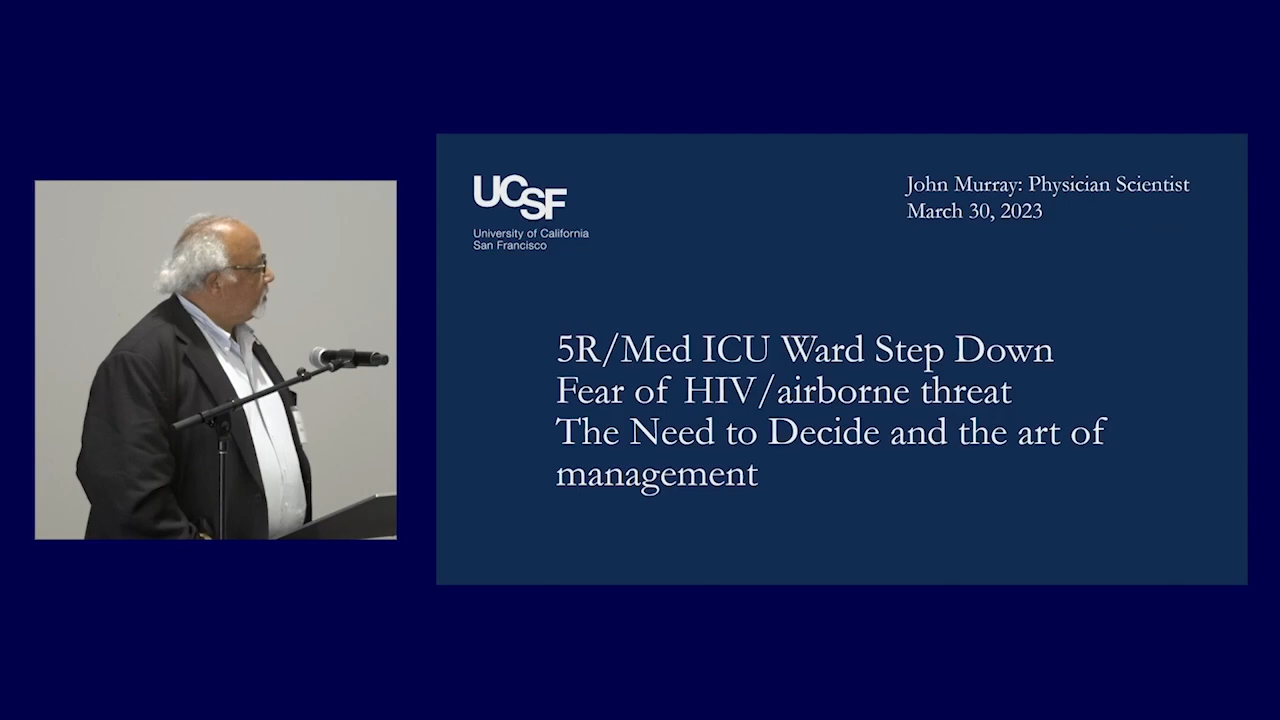 UCSF
University of California
San Francisco
John Murray: Physician Scientist
March 30, 2023
5R/Med ICU Ward Step Down
Fear of HIV/airborne threat
The Need to Decide and the art of
management